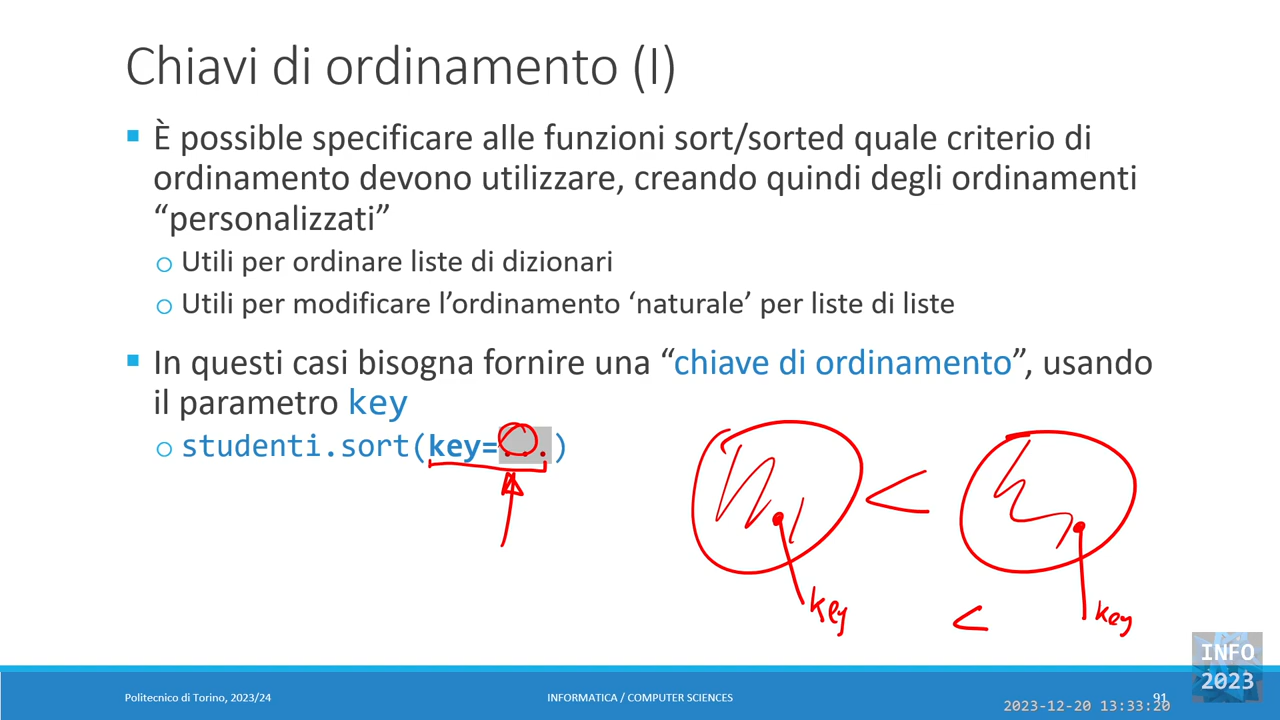 Chiavi di ordinamento (I)
È possibile specificare alle funzioni sort/sorted quale criterio di
ordinamento devono utilizzare, creando quindi degli ordinamenti
“personalizzati”
Utili per ordinare liste di dizionari
Utili per modificare l’ordinamento ‘naturale’ per liste di liste
In questi casi bisogna fornire una “chiave di ordinamento”, usando
il parametro key
studenti.sort(key=...)
<
key
<
key
INFO
2023
Politecnico di Torino, 2023/24
INFORMATICA / COMPUTER SCIENCES
91
2023-12-20 13:33:20